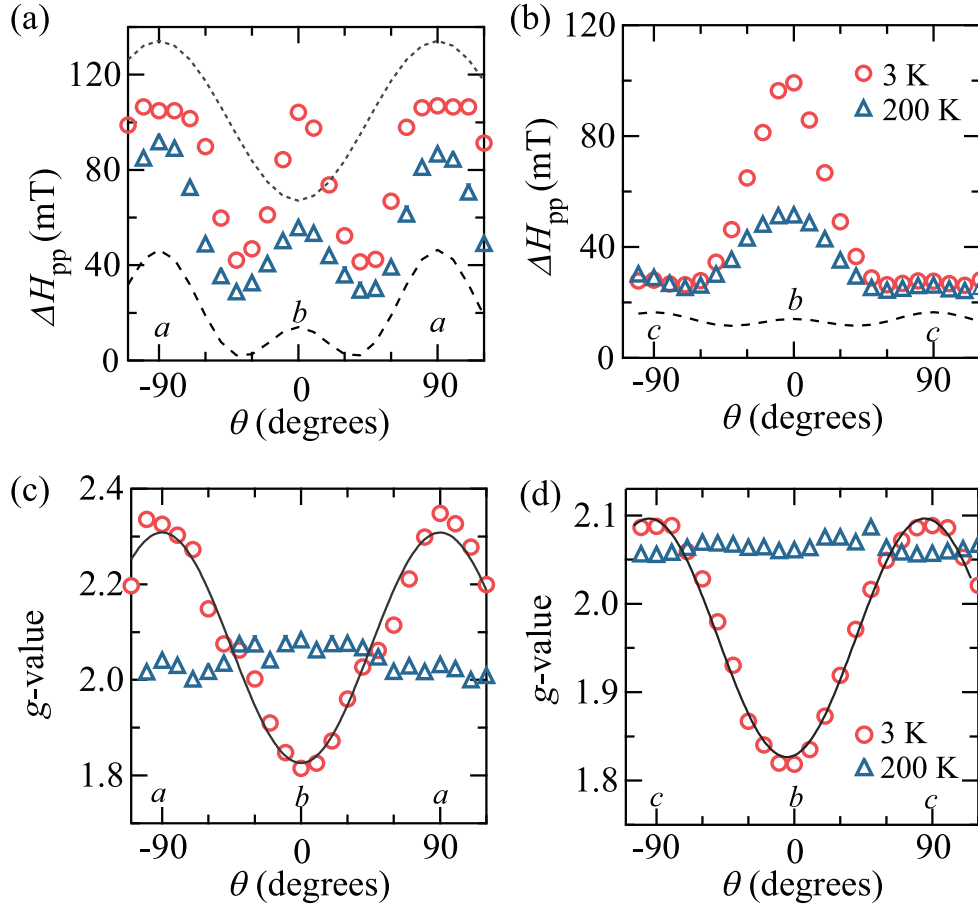 (a)
ΔHpp (mT)
120
80
40
0
a
b
a
-90
0
90
θ (degrees)
(b)
ΔHpp (mT)
120
80
40
0
3 K
200 K
b
c
c
-90
0
90
θ (degrees)
(c)
g-value
2.4
2.2
2.0
1.8
a
b
a
-90
0
90
θ (degrees)
(d)
g-value
2.1
2.0
1.9
1.8
3 K
200 K
c
b
c
-90
0
90
θ (degrees)